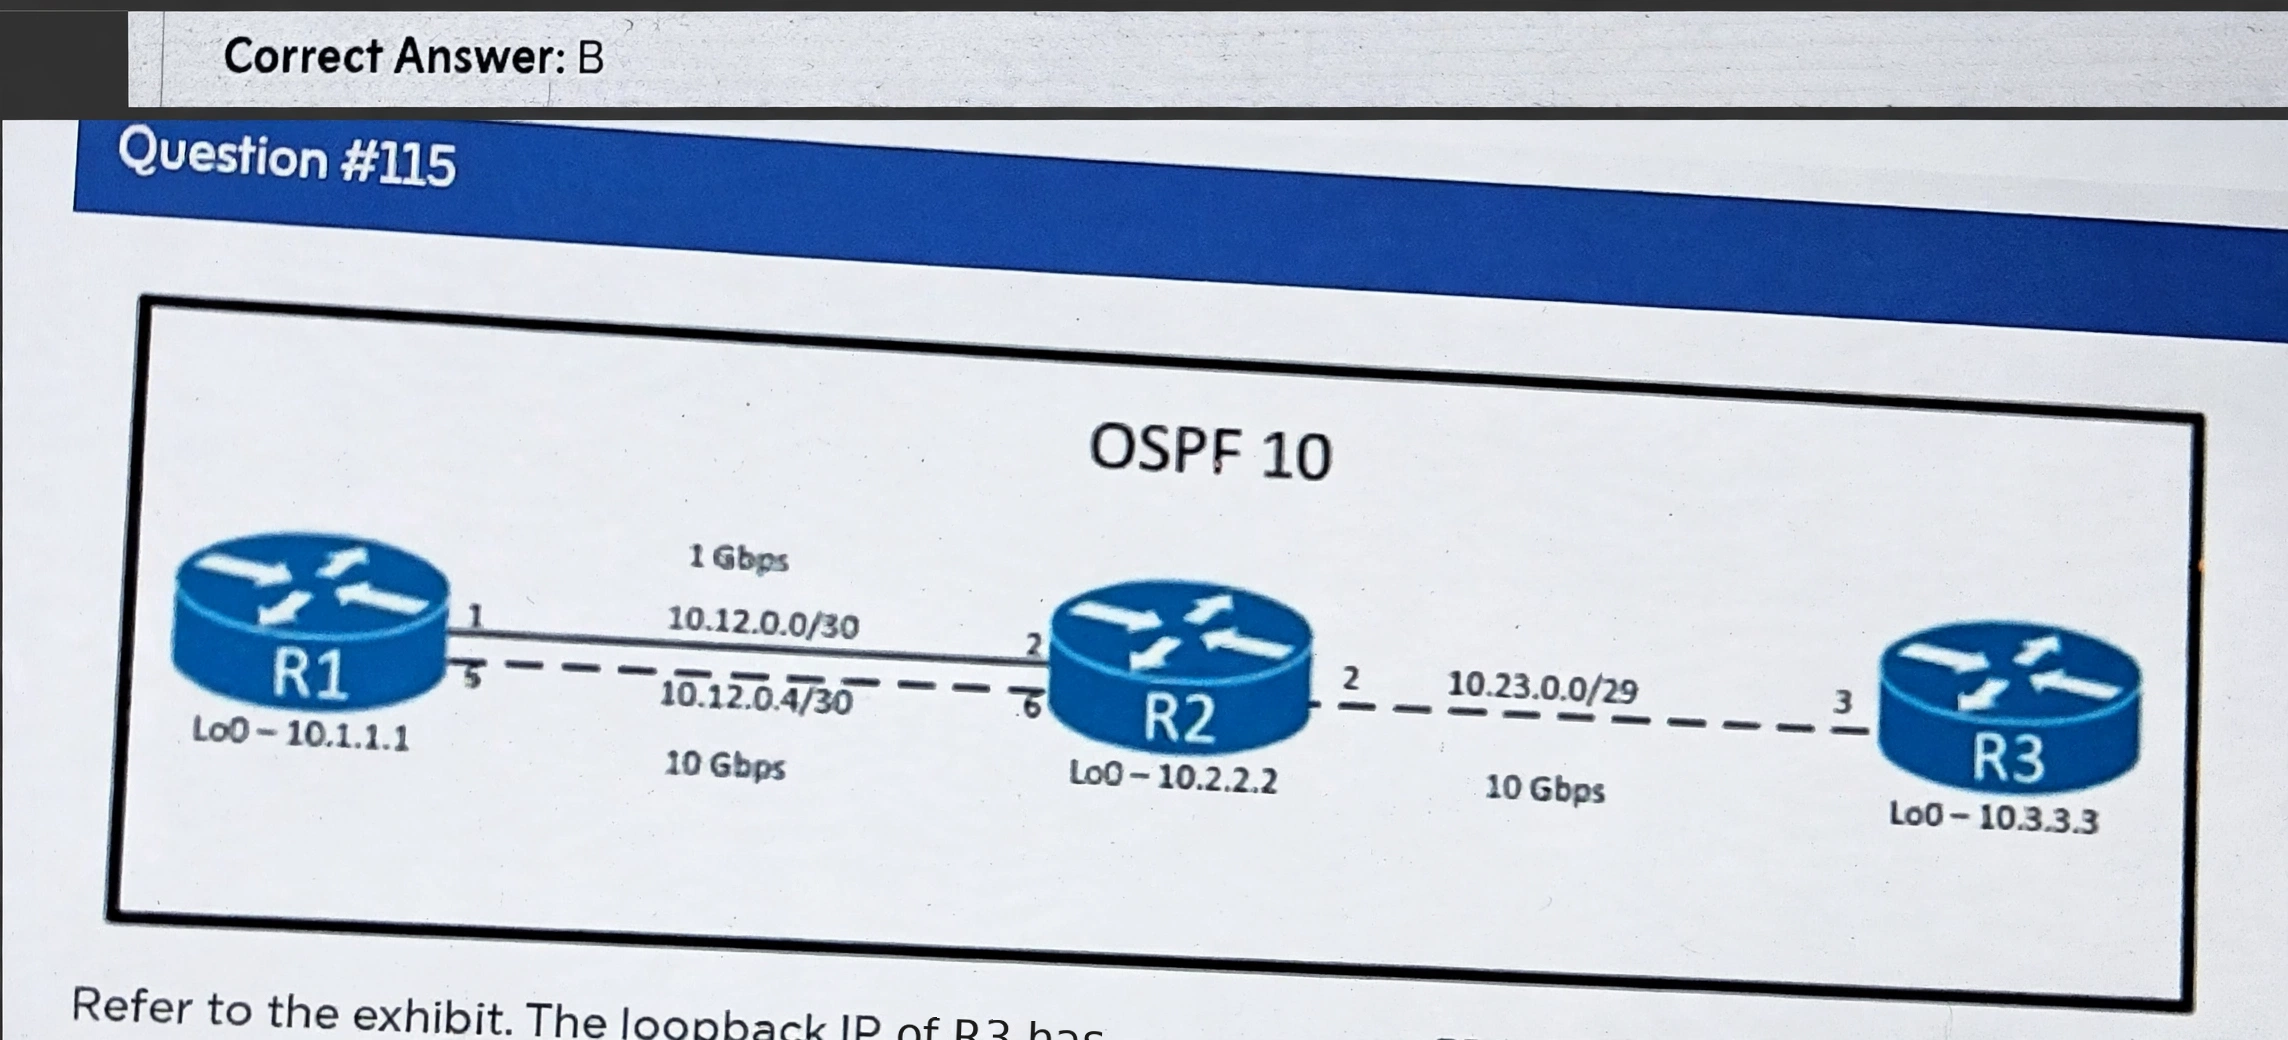 Correct Answer: B
Question #115
OSPF 10
1 Gbps
10.12.0.0/30
1
2
5
10.12.0.4/30
6
10 Gbps
R1
Lo0 – 10.1.1.1
R2
Lo0 – 10.2.2.2
2
10.23.0.0/29
3
10 Gbps
R3
Lo0 – 10.3.3.3
Refer to the exhibit. The loopback IP of R3 has